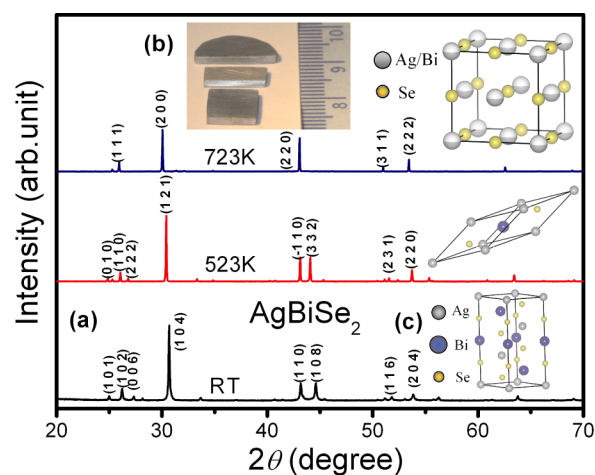 (b)
10
9
8
Ag/Bi
Se
(1 1 1)
(2 0 0)
723K
(2 2 0)
(3 1 1)
(2 2 2)
Intensity (arb.unit)
(0 1 0)
(1 1 0)
(2 2 2)
(1 2 1)
523K
(-1 1 0)
(3 3 2)
(2 3 1)
(2 2 0)
(a)
AgBiSe2
(c)
Ag
Bi
Se
(1 0 1)
(1 0 2)
(0 0 6)
(1 0 4)
RT
(1 1 0)
(1 0 8)
(1 1 6)
(2 0 4)
20 30 40 50 60 70
2θ (degree)